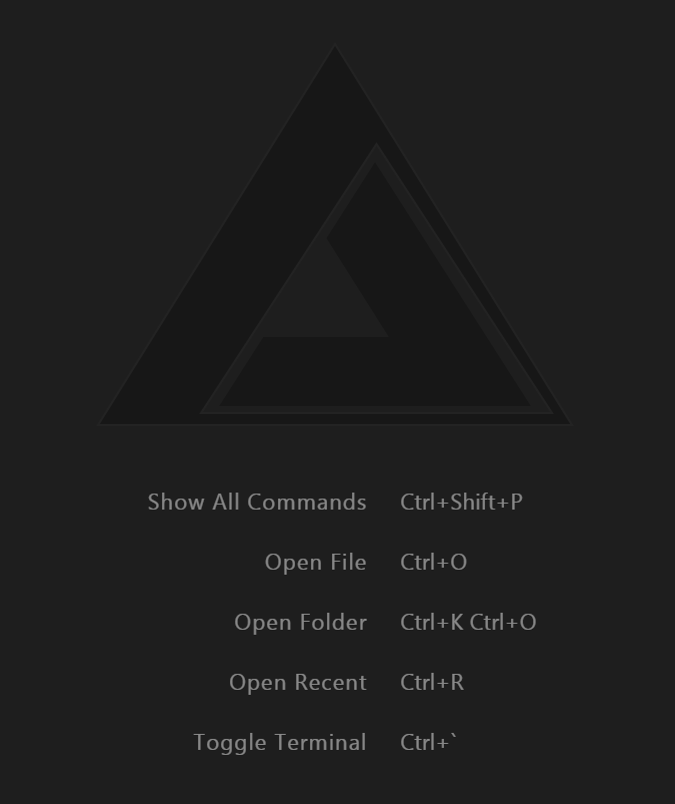 Show All Commands Ctrl+Shift+P
Open File Ctrl+O
Open Folder Ctrl+K Ctrl+O
Open Recent Ctrl+R
Toggle Terminal Ctrl+`